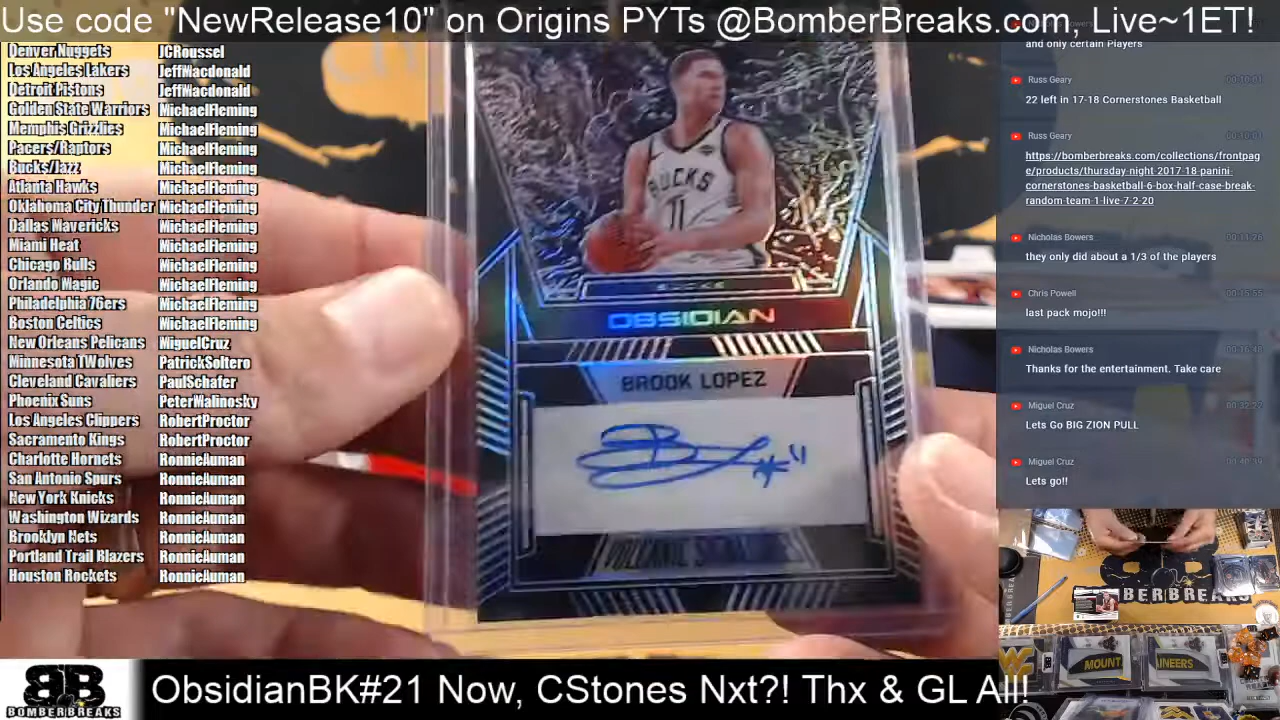 Use code "NewRelease10" on Origins PYTs @BomberBreaks.com, Live~1ET!
Denver Nuggets JCRoussel
Los Angeles Lakers JeffMacdonald
Detroit Pistons JeffMacdonald
Golden State Warriors MichaelFleming
Memphis Grizzlies MichaelFleming
Pacers/Raptors MichaelFleming
Bucks/Jazz MichaelFleming
Atlanta Hawks MichaelFleming
Oklahoma City Thunder MichaelFleming
Dallas Mavericks MichaelFleming
Miami Heat MichaelFleming
Chicago Bulls MichaelFleming
Orlando Magic MichaelFleming
Philadelphia 76ers MichaelFleming
Boston Celtics MichaelFleming
New Orleans Pelicans MiguelCruz
Minnesota TWolves PatrickSoltero
Cleveland Cavaliers PaulSchafer
Phoenix Suns PeterMalinosky
Los Angeles Clippers RobertProctor
Sacramento Kings RobertProctor
Charlotte Hornets RonnieAuman
San Antonio Spurs RonnieAuman
New York Knicks RonnieAuman
Washington Wizards RonnieAuman
Brooklyn Nets RonnieAuman
Portland Trail Blazers RonnieAuman
Houston Rockets RonnieAuman
BUCKS
11
BUCKS
OBSIDIAN
BROOK LOPEZ
VOLCANIC SIGNATURES
and only certain Players
Russ Geary
22 left in 17-18 Cornerstones Basketball
Russ Geary
https://bomberbreaks.com/collections/frontpag
e/products/thursday-night-2017-18-panini-
cornerstones-basketball-6-box-half-case-break-
random-team-1-live-7-2-20
Nicholas Bowers
they only did about a 1/3 of the players
Chris Powell
last pack mojo!!!
Nicholas Bowers
Thanks for the entertainment. Take care
Miguel Cruz
Lets Go BIG ZION PULL
Miguel Cruz
Lets go!!
BERBREAKS
MOUNT
AINEERS
BOMBERBREAKS
ObsidianBK#21 Now, CStones Nxt?! Thx & GL All!